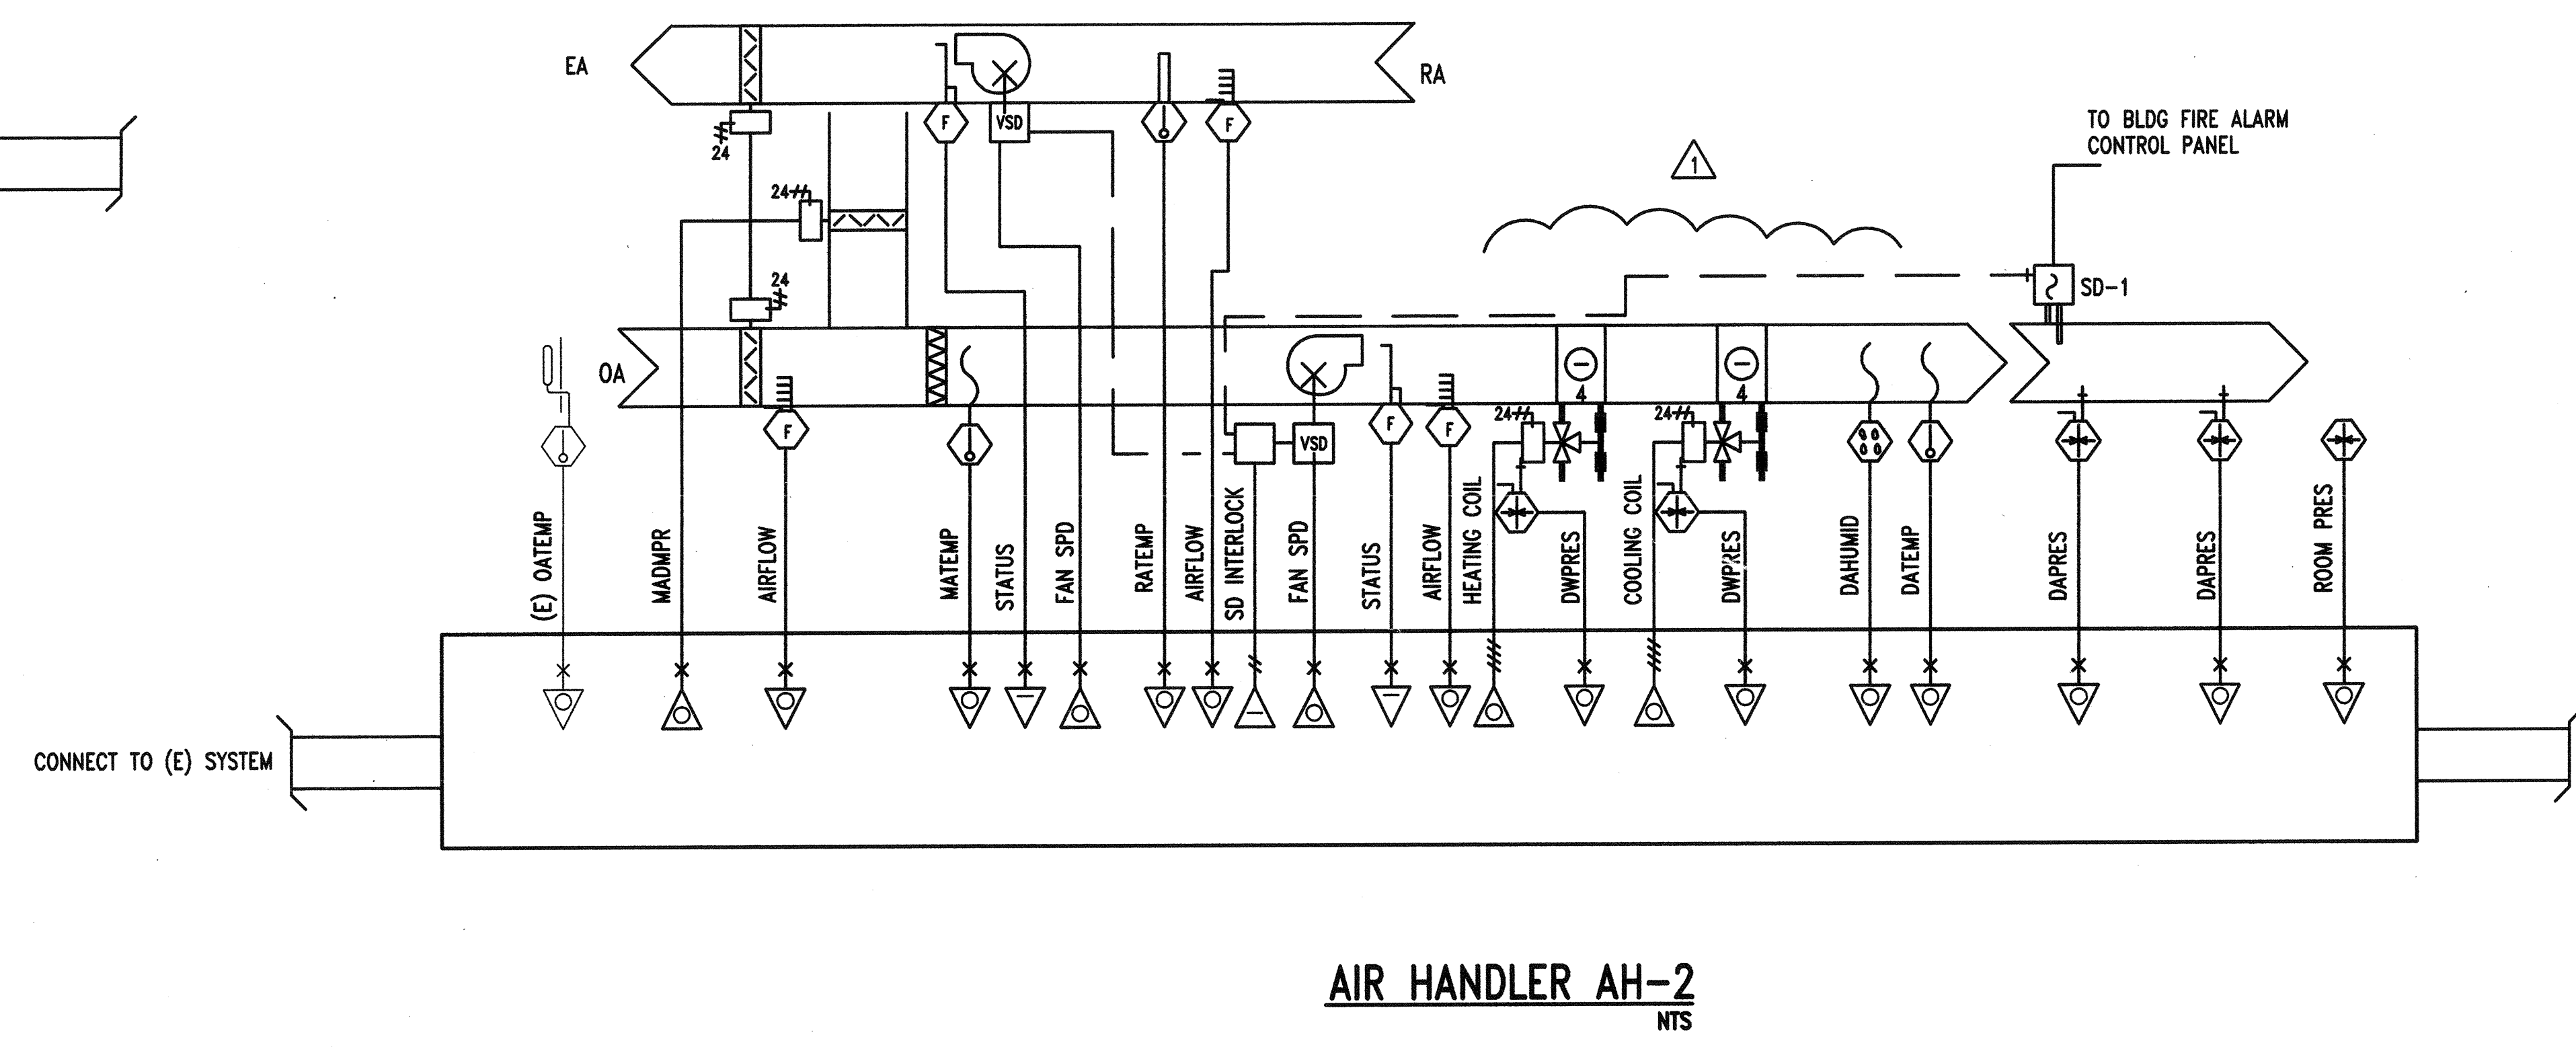 EA
RA
TO BLDG FIRE ALARM
CONTROL PANEL
F
VSD
F
24
1
24
24
SD-1
OA
4
4
F
24
24
F
F
VSD
(E) OATEMP
MADMPR
AIRFLOW
MATEMP
STATUS
FAN SPD
RATEMP
AIRFLOW
SD INTERLOCK
FAN SPD
STATUS
AIRFLOW
HEATING COIL
DWPRES
COOLING COIL
DWPRES
DAHUMID
DATEMP
DAPRES
DAPRES
ROOM PRES
CONNECT TO (E) SYSTEM
AIR HANDLER AH-2
NTS